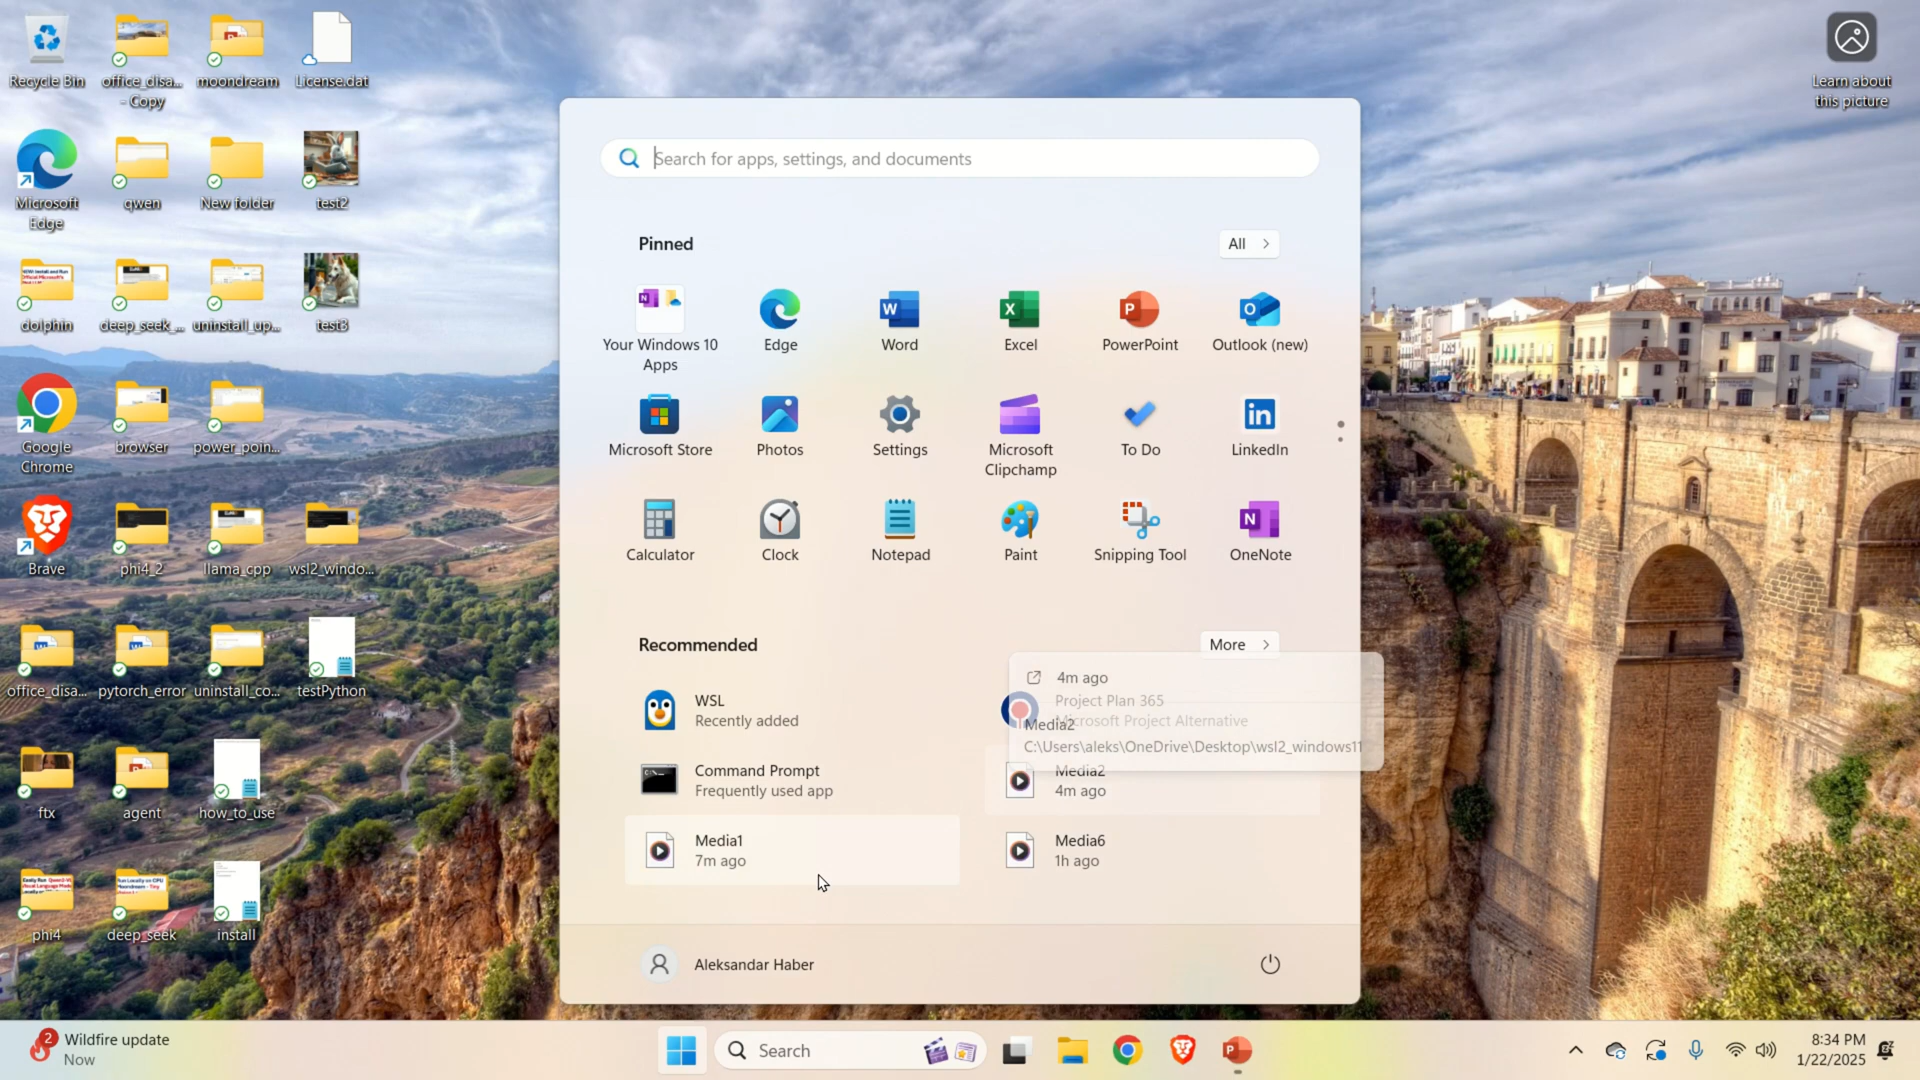 Recycle Bin
office_disa...
- Copy
moondream
License.dat
Learn about
this picture
Microsoft
Edge
qwen
New folder
test2
dolphin
deep_seek_...
uninstall_up...
test3
Google
Chrome
browser
power_poin...
Brave
phi4_2
llama_cpp
wsl2_windo...
office_disa...
pytorch_error
uninstall_co...
testPython
ftx
agent
how_to_use
phi4
deep_seek
install
Search for apps, settings, and documents
Pinned
All
Your Windows 10
Apps
Edge
Word
Excel
PowerPoint
Outlook (new)
Microsoft Store
Photos
Settings
Microsoft
Clipchamp
To Do
LinkedIn
Calculator
Clock
Notepad
Paint
Snipping Tool
OneNote
Recommended
More
WSL
Recently added
4m ago
Project Plan 365
Microsoft Project Alternative
Media2
C:\Users\aleks\OneDrive\Desktop\wsl2_windows11
Command Prompt
Frequently used app
Media2
4m ago
Media1
7m ago
Media6
1h ago
Aleksandar Haber
2
Wildfire update
Now
Search
8:34 PM
1/22/2025